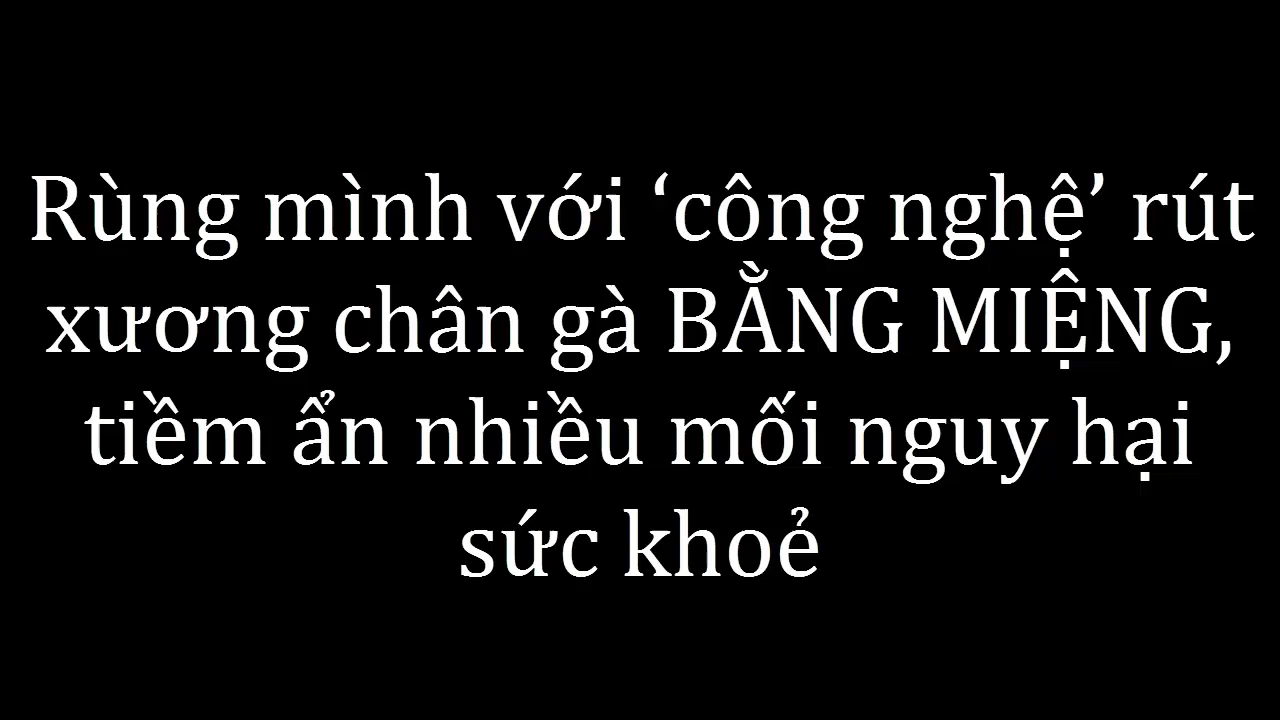 Rùng mình với ‘công nghệ’ rút
xương chân gà BẰNG MIỆNG,
tiềm ẩn nhiều mối nguy hại
sức khoẻ